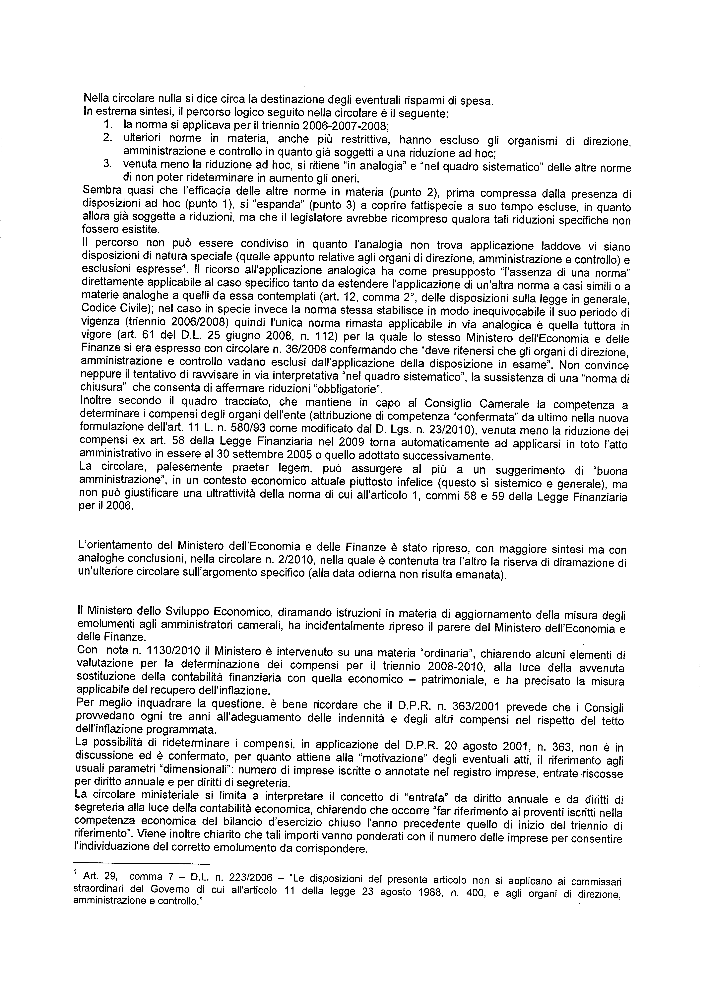 Nella circolare nulla si dice circa la destinazione degli eventuali risparmi di spesa.
In estrema sintesi, il percorso logico seguito nella circolare è il seguente:
1. la norma si applicava per il triennio 2006-2007-2008;
2. ulteriori norme in materia, anche più restrittive, hanno escluso gli organismi di direzione,
amministrazione e controllo in quanto già soggetti a una riduzione ad hoc;
3. venuta meno la riduzione ad hoc, si ritiene “in analogia” e “nel quadro sistematico” delle altre norme
di non poter rideterminare in aumento gli oneri.
Sembra quasi che l’efficacia delle altre norme in materia (punto 2), prima compressa dalla presenza di
disposizioni ad hoc (punto 1), si “espanda” (punto 3) a coprire fattispecie a suo tempo escluse, in quanto
allora già soggette a riduzioni, ma che il legislatore avrebbe ricompreso qualora tali riduzioni specifiche non
fossero esistite.
Il percorso non può essere condiviso in quanto l’analogia non trova applicazione laddove vi siano
disposizioni di natura speciale (quelle appunto relative agli organi di direzione, amministrazione e controllo) e
esclusioni espresse⁴. Il ricorso all'applicazione analogica ha come presupposto “l'assenza di una norma”
direttamente applicabile al caso specifico tanto da estendere l'applicazione di un'altra norma a casi simili o a
materie analoghe a quelli da essa contemplati (art. 12, comma 2°, delle disposizioni sulla legge in generale,
Codice Civile); nel caso in specie invece la norma stessa stabilisce in modo inequivocabile il suo periodo di
vigenza (triennio 2006/2008) quindi l'unica norma rimasta applicabile in via analogica è quella tuttora in
vigore (art. 61 del D.L. 25 giugno 2008, n. 112) per la quale lo stesso Ministero dell'Economia e delle
Finanze si era espresso con circolare n. 36/2008 confermando che “deve ritenersi che gli organi di direzione,
amministrazione e controllo vadano esclusi dall’applicazione della disposizione in esame”. Non convince
neppure il tentativo di ravvisare in via interpretativa “nel quadro sistematico”, la sussistenza di una “norma di
chiusura” che consenta di affermare riduzioni “obbligatorie”.
Inoltre secondo il quadro tracciato, che mantiene in capo al Consiglio Camerale la competenza a
determinare i compensi degli organi dell'ente (attribuzione di competenza “confermata” da ultimo nella nuova
formulazione dell'art. 11 L. n. 580/93 come modificato dal D. Lgs. n. 23/2010), venuta meno la riduzione dei
compensi ex art. 58 della Legge Finanziaria nel 2009 torna automaticamente ad applicarsi in toto l'atto
amministrativo in essere al 30 settembre 2005 o quello adottato successivamente.
La circolare, palesemente praeter legem, può assurgere al più a un suggerimento di “buona
amministrazione”, in un contesto economico attuale piuttosto infelice (questo sì sistemico e generale), ma
non può giustificare una ultrattività della norma di cui all’articolo 1, commi 58 e 59 della Legge Finanziaria
per il 2006.
L’orientamento del Ministero dell’Economia e delle Finanze è stato ripreso, con maggiore sintesi ma con
analoghe conclusioni, nella circolare n. 2/2010, nella quale è contenuta tra l’altro la riserva di diramazione di
un’ulteriore circolare sull’argomento specifico (alla data odierna non risulta emanata).
Il Ministero dello Sviluppo Economico, diramando istruzioni in materia di aggiornamento della misura degli
emolumenti agli amministratori camerali, ha incidentalmente ripreso il parere del Ministero dell’Economia e
delle Finanze.
Con nota n. 1130/2010 il Ministero è intervenuto su una materia “ordinaria”, chiarendo alcuni elementi di
valutazione per la determinazione dei compensi per il triennio 2008-2010, alla luce della avvenuta
sostituzione della contabilità finanziaria con quella economico – patrimoniale, e ha precisato la misura
applicabile del recupero dell’inflazione.
Per meglio inquadrare la questione, è bene ricordare che il D.P.R. n. 363/2001 prevede che i Consigli
provvedano ogni tre anni all’adeguamento delle indennità e degli altri compensi nel rispetto del tetto
dell’inflazione programmata.
La possibilità di rideterminare i compensi, in applicazione del D.P.R. 20 agosto 2001, n. 363, non è in
discussione ed è confermato, per quanto attiene alla “motivazione” degli eventuali atti, il riferimento agli
usuali parametri “dimensionali”: numero di imprese iscritte o annotate nel registro imprese, entrate riscosse
per diritto annuale e per diritti di segreteria.
La circolare ministeriale si limita a interpretare il concetto di “entrata” da diritto annuale e da diritti di
segreteria alla luce della contabilità economica, chiarendo che occorre “far riferimento ai proventi iscritti nella
competenza economica del bilancio d’esercizio chiuso l’anno precedente quello di inizio del triennio di
riferimento”. Viene inoltre chiarito che tali importi vanno ponderati con il numero delle imprese per consentire
l’individuazione del corretto emolumento da corrispondere.
⁴ Art. 29, comma 7 – D.L. n. 223/2006 – “Le disposizioni del presente articolo non si applicano ai commissari
straordinari del Governo di cui all'articolo 11 della legge 23 agosto 1988, n. 400, e agli organi di direzione,
amministrazione e controllo.”